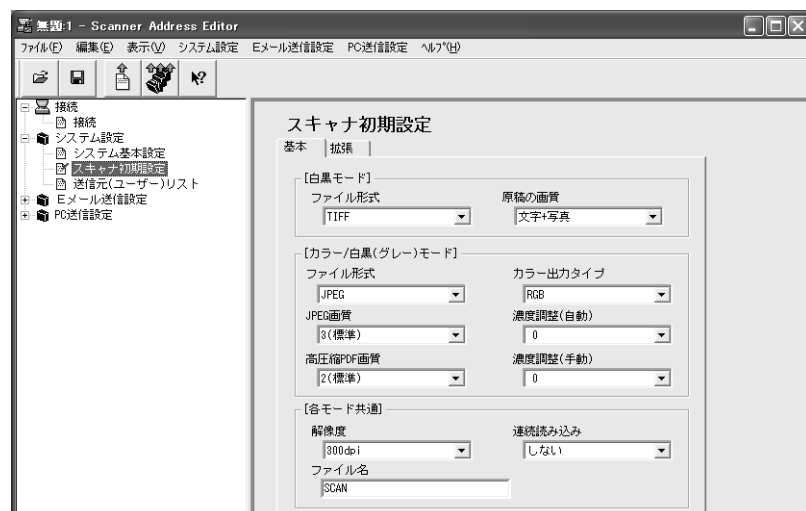 無題:1 - Scanner Address Editor
ファイル(F) 編集(E) 表示(V) システム設定 Eメール送信設定 PC送信設定 ヘルプ(H)
接続
接続
システム設定
システム基本設定
スキャナ初期設定
送信元(ユーザー)リスト
Eメール送信設定
PC送信設定
スキャナ初期設定
基本 拡張
[白黒モード]
ファイル形式 原稿の画質
TIFF 文字+写真
[カラー/白黒(グレー)モード]
ファイル形式 カラー出力タイプ
JPEG RGB
JPEG画質 濃度調整(自動)
3(標準) 0
高圧縮PDF画質 濃度調整(手動)
2(標準) 0
[各モード共通]
解像度 連続読み込み
300dpi しない
ファイル名
SCAN